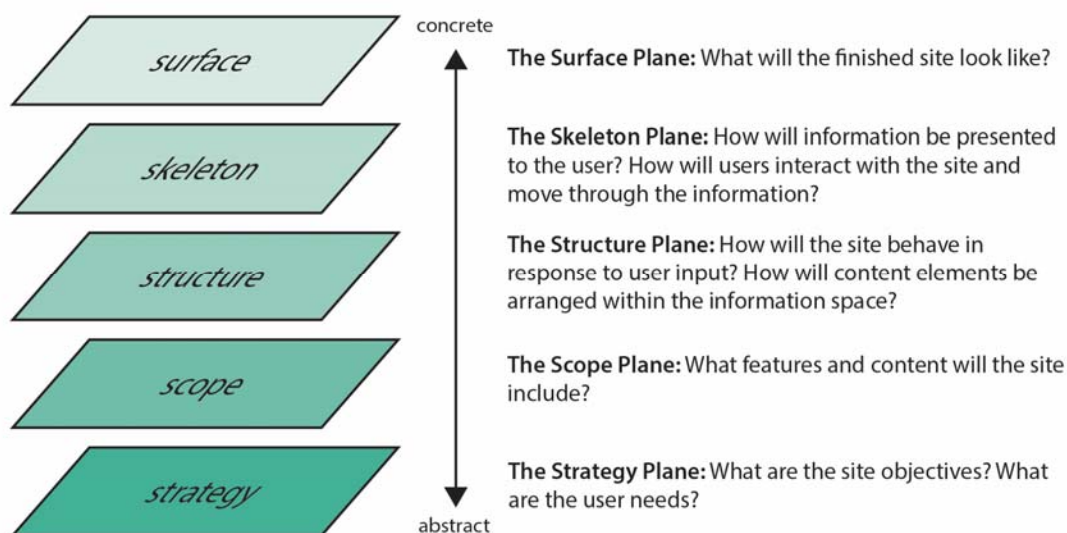 concrete
surface
The Surface Plane: What will the finished site look like?
skeleton
The Skeleton Plane: How will information be presented
to the user? How will users interact with the site and
move through the information?
structure
The Structure Plane: How will the site behave in
response to user input? How will content elements be
arranged within the information space?
scope
The Scope Plane: What features and content will the site
include?
strategy
The Strategy Plane: What are the site objectives? What
are the user needs?
abstract